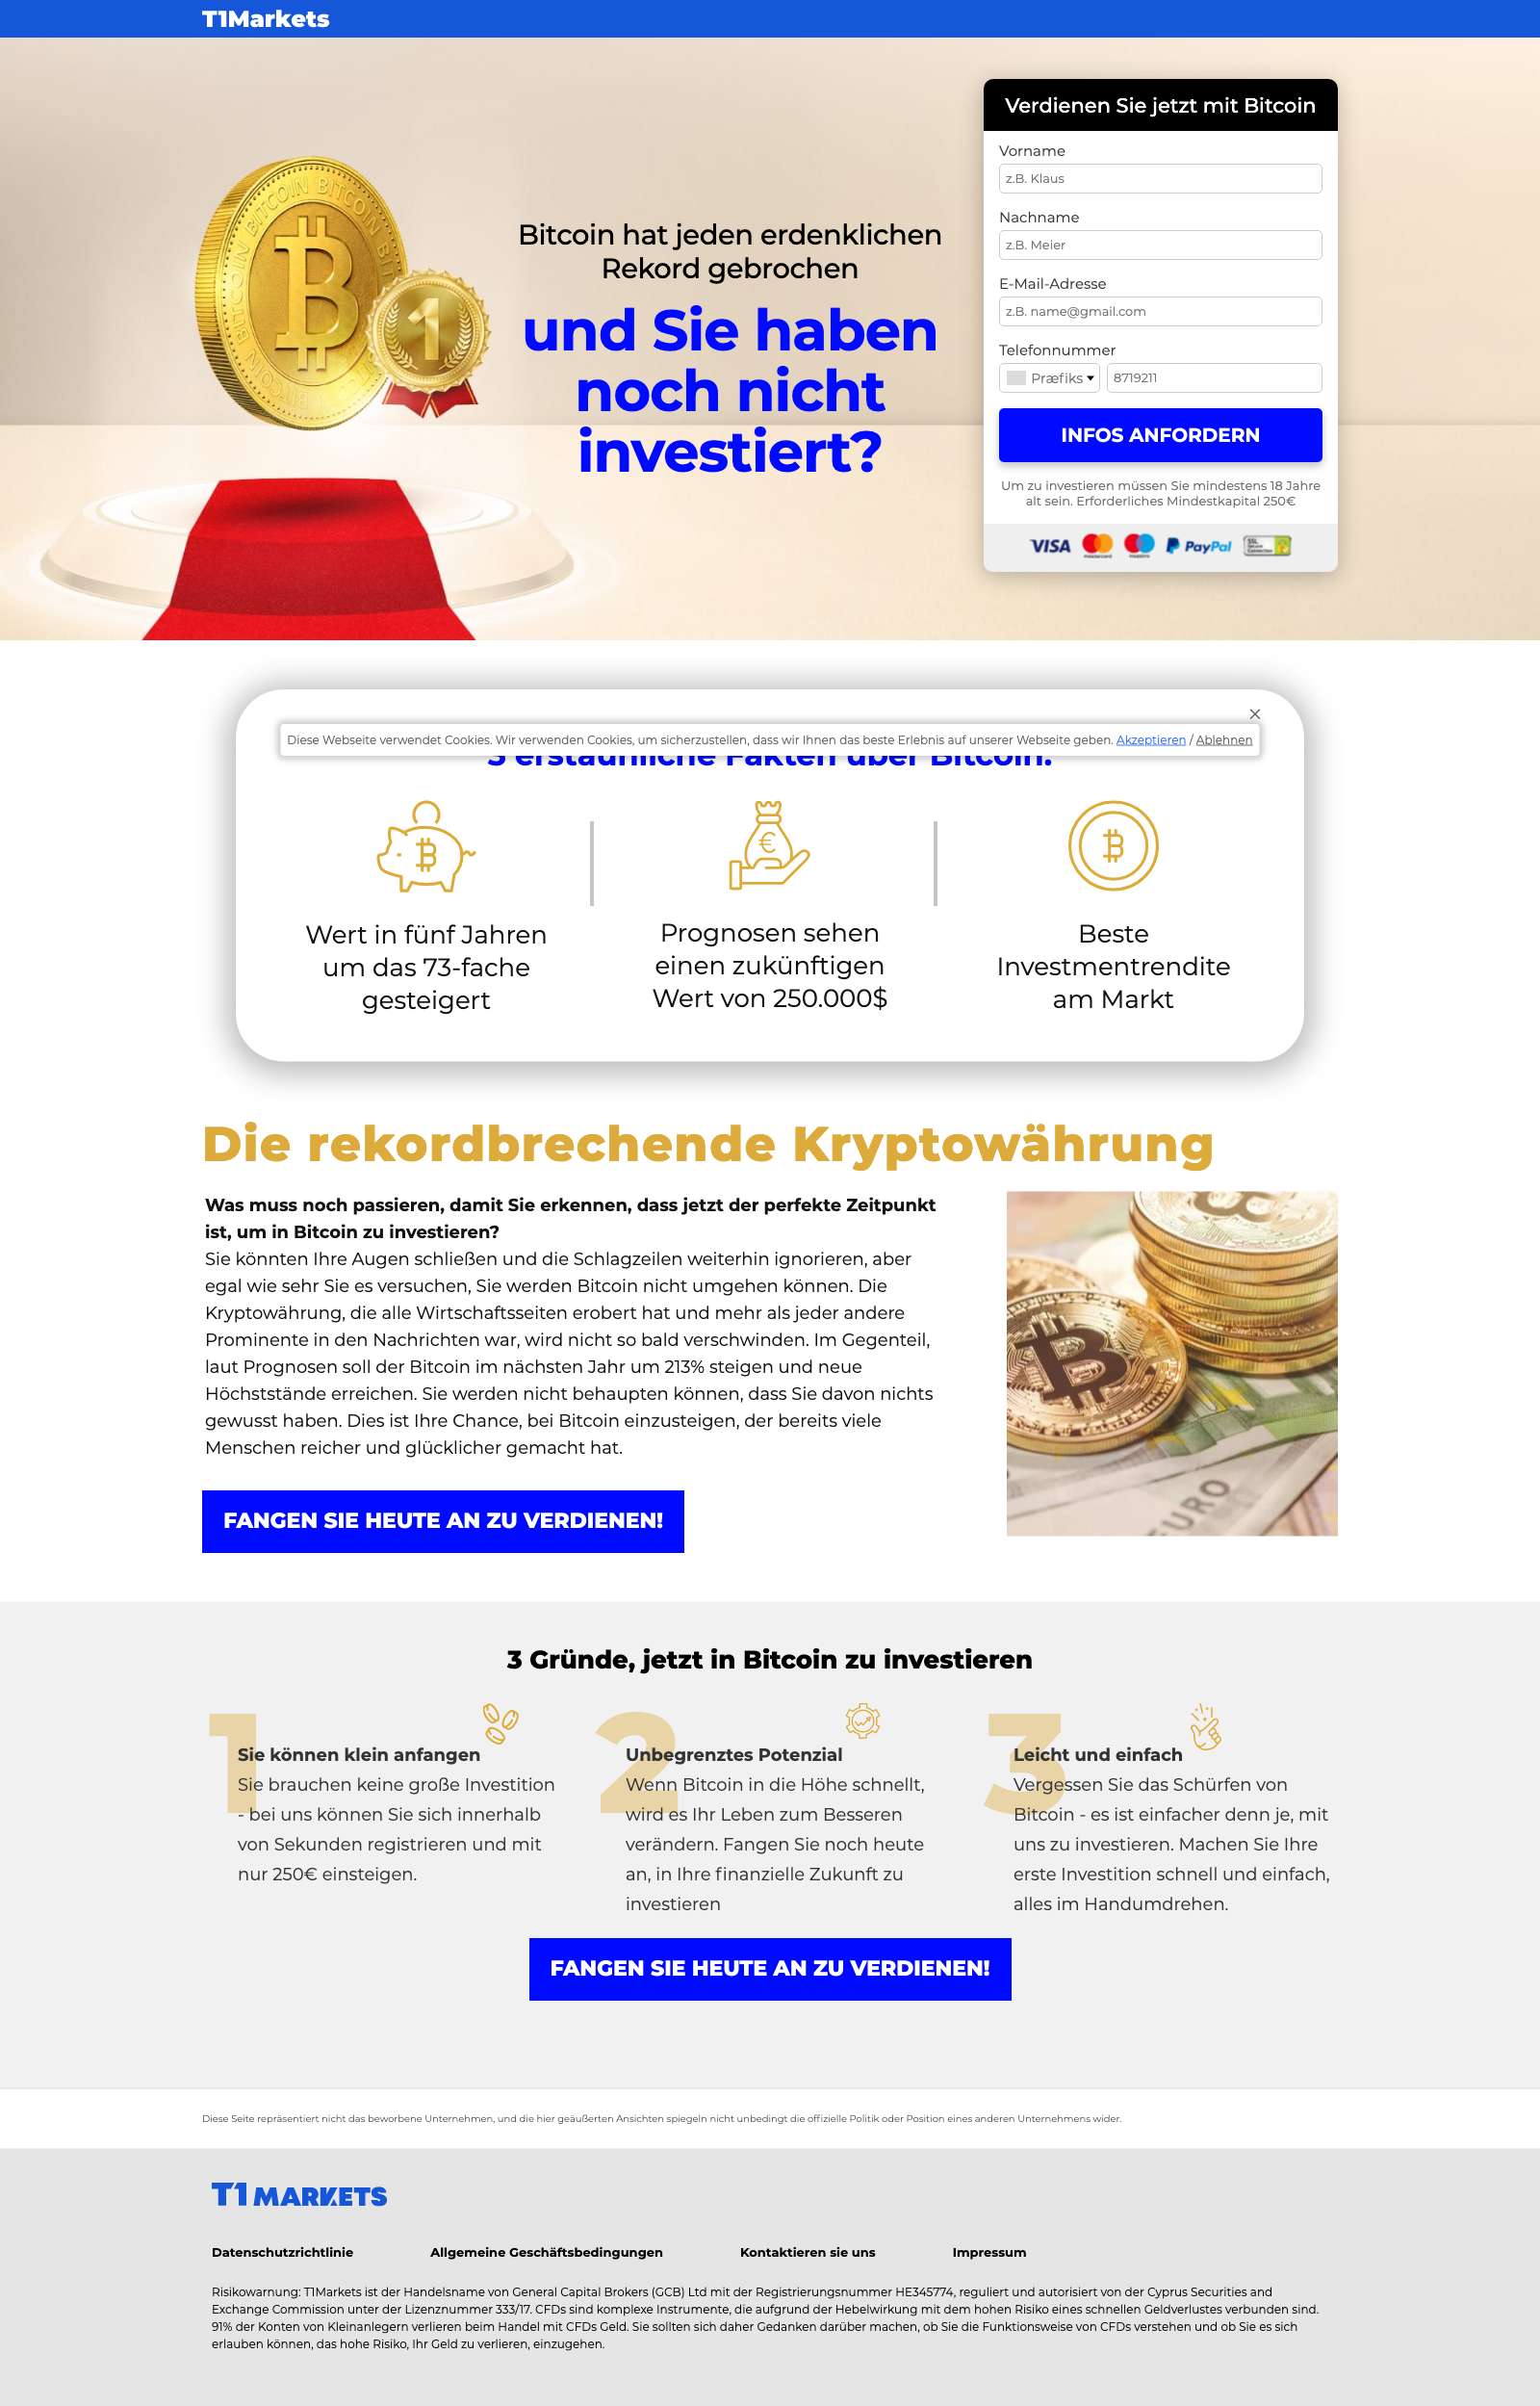 T1Markets
Bitcoin hat jeden erdenklichen
Rekord gebrochen
und Sie haben
noch nicht
investiert?
BITCOIN BITCOIN
1
Verdienen Sie jetzt mit Bitcoin
Vorname
z.B. Klaus
Nachname
z.B. Meier
E-Mail-Adresse
z.B. name@gmail.com
Telefonnummer
Præfiks 8719211
INFOS ANFORDERN
Um zu investieren müssen Sie mindestens 18 Jahre
alt sein. Erforderliches Mindestkapital 250€
VISA PayPal
Diese Webseite verwendet Cookies. Wir verwenden Cookies, um sicherzustellen, dass wir Ihnen das beste Erlebnis auf unserer Webseite geben. Akzeptieren / Ablehnen
3 erstaunliche Fakten über Bitcoin:
Wert in fünf Jahren
um das 73-fache
gesteigert
Prognosen sehen
einen zukünftigen
Wert von 250.000$
Beste
Investmentrendite
am Markt
Die rekordbrechende Kryptowährung
Was muss noch passieren, damit Sie erkennen, dass jetzt der perfekte Zeitpunkt
ist, um in Bitcoin zu investieren?
Sie könnten Ihre Augen schließen und die Schlagzeilen weiterhin ignorieren, aber
egal wie sehr Sie es versuchen, Sie werden Bitcoin nicht umgehen können. Die
Kryptowährung, die alle Wirtschaftsseiten erobert hat und mehr als jeder andere
Prominente in den Nachrichten war, wird nicht so bald verschwinden. Im Gegenteil,
laut Prognosen soll der Bitcoin im nächsten Jahr um 213% steigen und neue
Höchststände erreichen. Sie werden nicht behaupten können, dass Sie davon nichts
gewusst haben. Dies ist Ihre Chance, bei Bitcoin einzusteigen, der bereits viele
Menschen reicher und glücklicher gemacht hat.
EURO
FANGEN SIE HEUTE AN ZU VERDIENEN!
3 Gründe, jetzt in Bitcoin zu investieren
1
Sie können klein anfangen
Sie brauchen keine große Investition
- bei uns können Sie sich innerhalb
von Sekunden registrieren und mit
nur 250€ einsteigen.
2
Unbegrenztes Potenzial
Wenn Bitcoin in die Höhe schnellt,
wird es Ihr Leben zum Besseren
verändern. Fangen Sie noch heute
an, in Ihre finanzielle Zukunft zu
investieren
3
Leicht und einfach
Vergessen Sie das Schürfen von
Bitcoin - es ist einfacher denn je, mit
uns zu investieren. Machen Sie Ihre
erste Investition schnell und einfach,
alles im Handumdrehen.
FANGEN SIE HEUTE AN ZU VERDIENEN!
Diese Seite repräsentiert nicht das beworbene Unternehmen, und die hier geäußerten Ansichten spiegeln nicht unbedingt die offizielle Politik oder Position eines anderen Unternehmens wider.
T1 MARKETS
Datenschutzrichtlinie Allgemeine Geschäftsbedingungen Kontaktieren sie uns Impressum
Risikowarnung: T1Markets ist der Handelsname von General Capital Brokers (GCB) Ltd mit der Registrierungsnummer HE345774, reguliert und autorisiert von der Cyprus Securities and
Exchange Commission unter der Lizenznummer 333/17. CFDs sind komplexe Instrumente, die aufgrund der Hebelwirkung mit dem hohen Risiko eines schnellen Geldverlustes verbunden sind.
91% der Konten von Kleinanlegern verlieren beim Handel mit CFDs Geld. Sie sollten sich daher Gedanken darüber machen, ob Sie die Funktionsweise von CFDs verstehen und ob Sie es sich
erlauben können, das hohe Risiko, Ihr Geld zu verlieren, einzugehen.